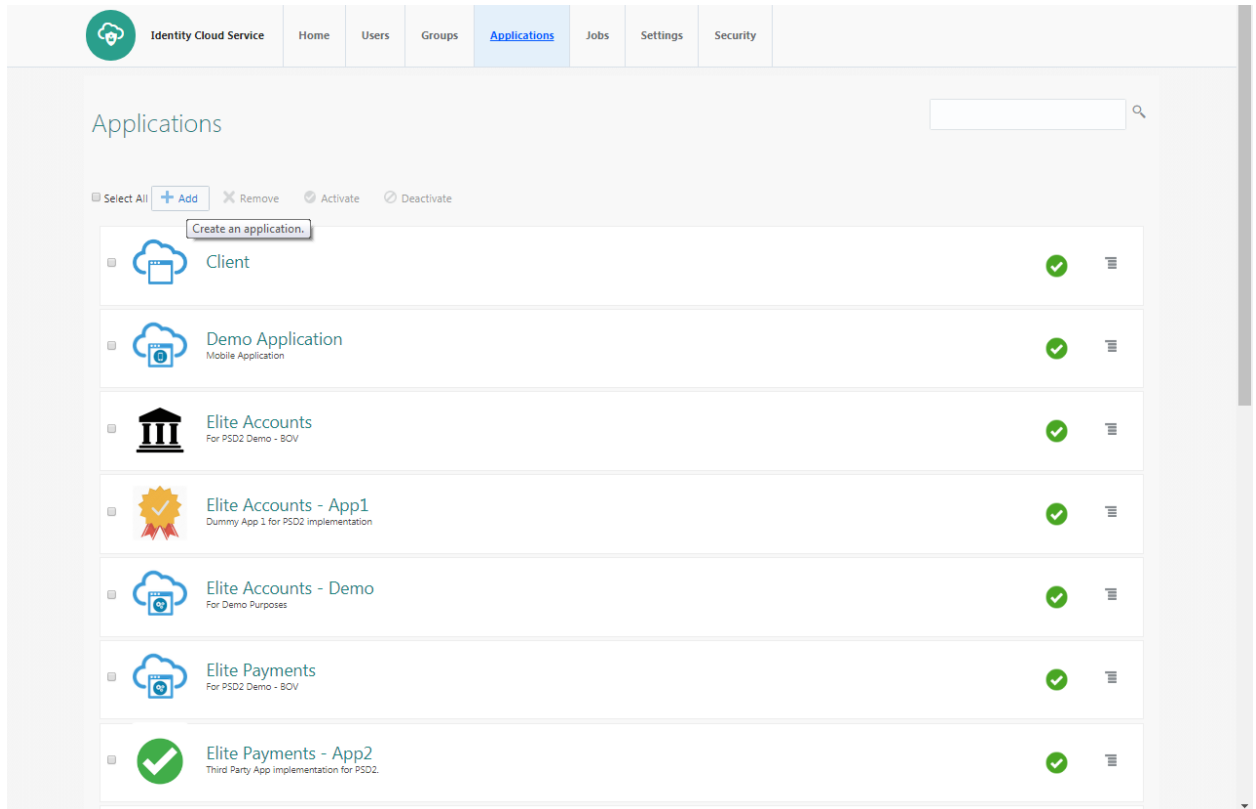 Identity Cloud Service Home Users Groups Applications Jobs Settings Security
Applications
Select All Add Remove Activate Deactivate
Create an application.
Client
Demo Application
Mobile Application
Elite Accounts
For PSD2 Demo - BOV
Elite Accounts - App1
Dummy App 1 for PSD2 implementation
Elite Accounts - Demo
For Demo Purposes
Elite Payments
For PSD2 Demo - BOV
Elite Payments - App2
Third Party App implementation for PSD2.